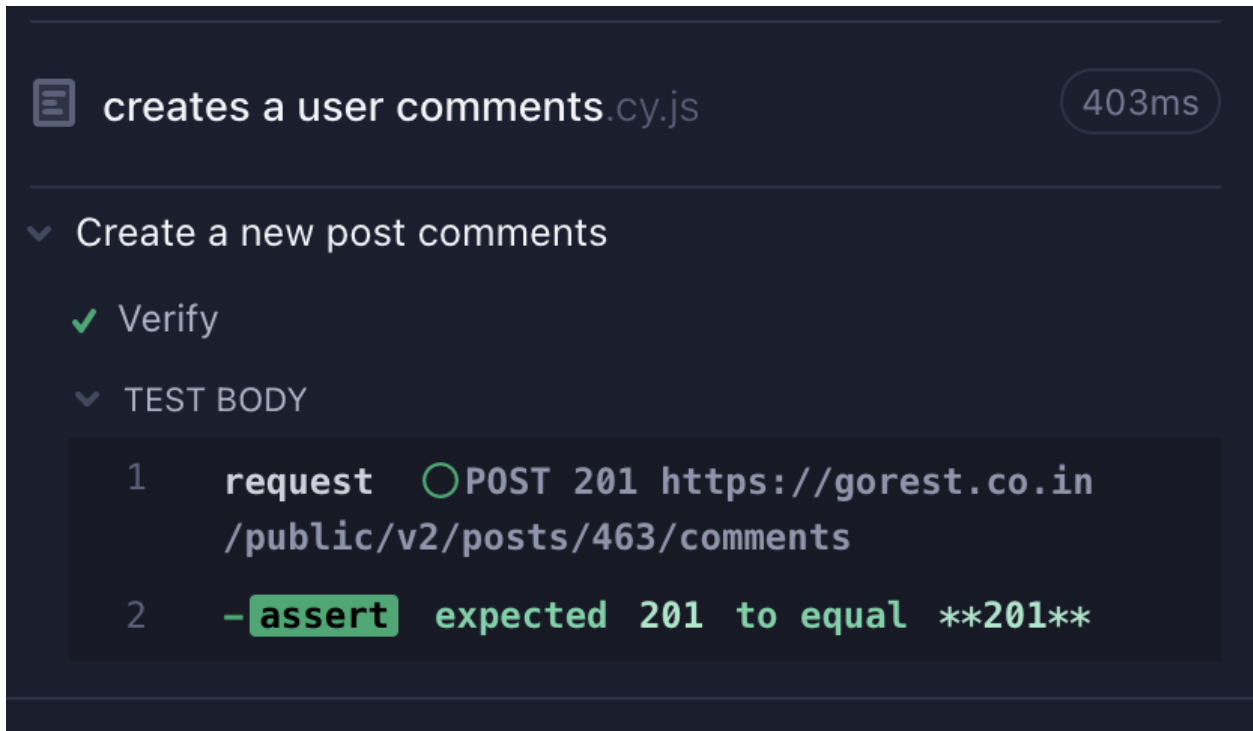 creates a user comments.cy.js 403ms
Create a new post comments
Verify
TEST BODY
1 request POST 201 https://gorest.co.in
/public/v2/posts/463/comments
2 -assert expected 201 to equal **201**